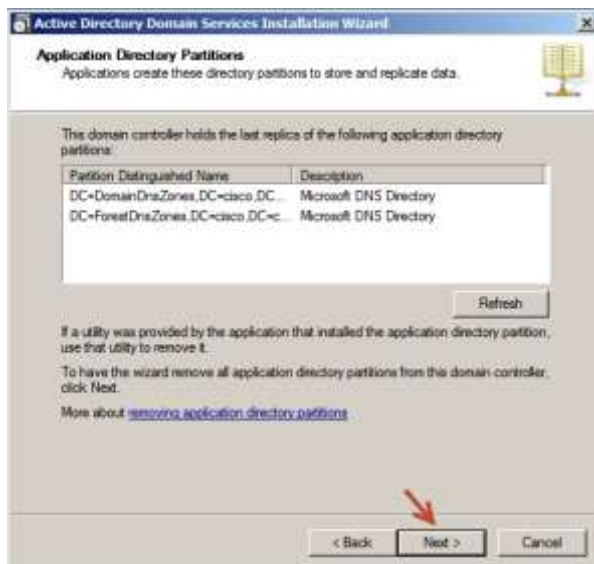 Active Directory Domain Services Installation Wizard
Application Directory Partitions
Applications create these directory partitions to store and replicate data.
This domain controller holds the last replica of the following application directory
partitions:
Partition Distinguished Name Description
DC=DomainDnsZones,DC=cisco,DC... Microsoft DNS Directory
DC=ForestDnsZones,DC=cisco,DC=c... Microsoft DNS Directory
Refresh
If a utility was provided by the application that installed the application directory partition,
use that utility to remove it.
To have the wizard remove all application directory partitions from this domain controller,
click Next.
More about removing application directory partitions
< Back Next > Cancel